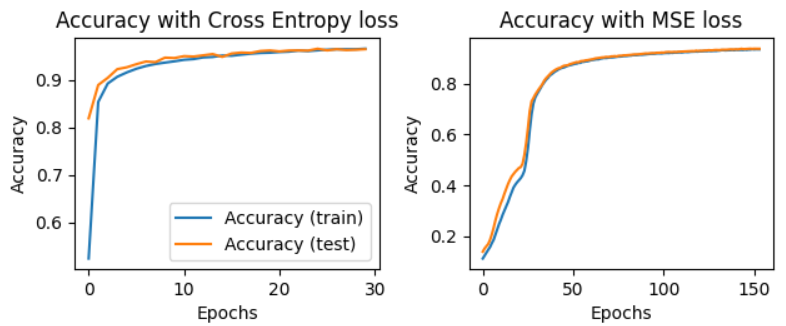 Accuracy with Cross Entropy loss
Accuracy
0.9
0.8
0.7
0.6
0
10
20
30
Epochs
Accuracy (train)
Accuracy (test)
Accuracy with MSE loss
Accuracy
0.8
0.6
0.4
0.2
0
50
100
150
Epochs